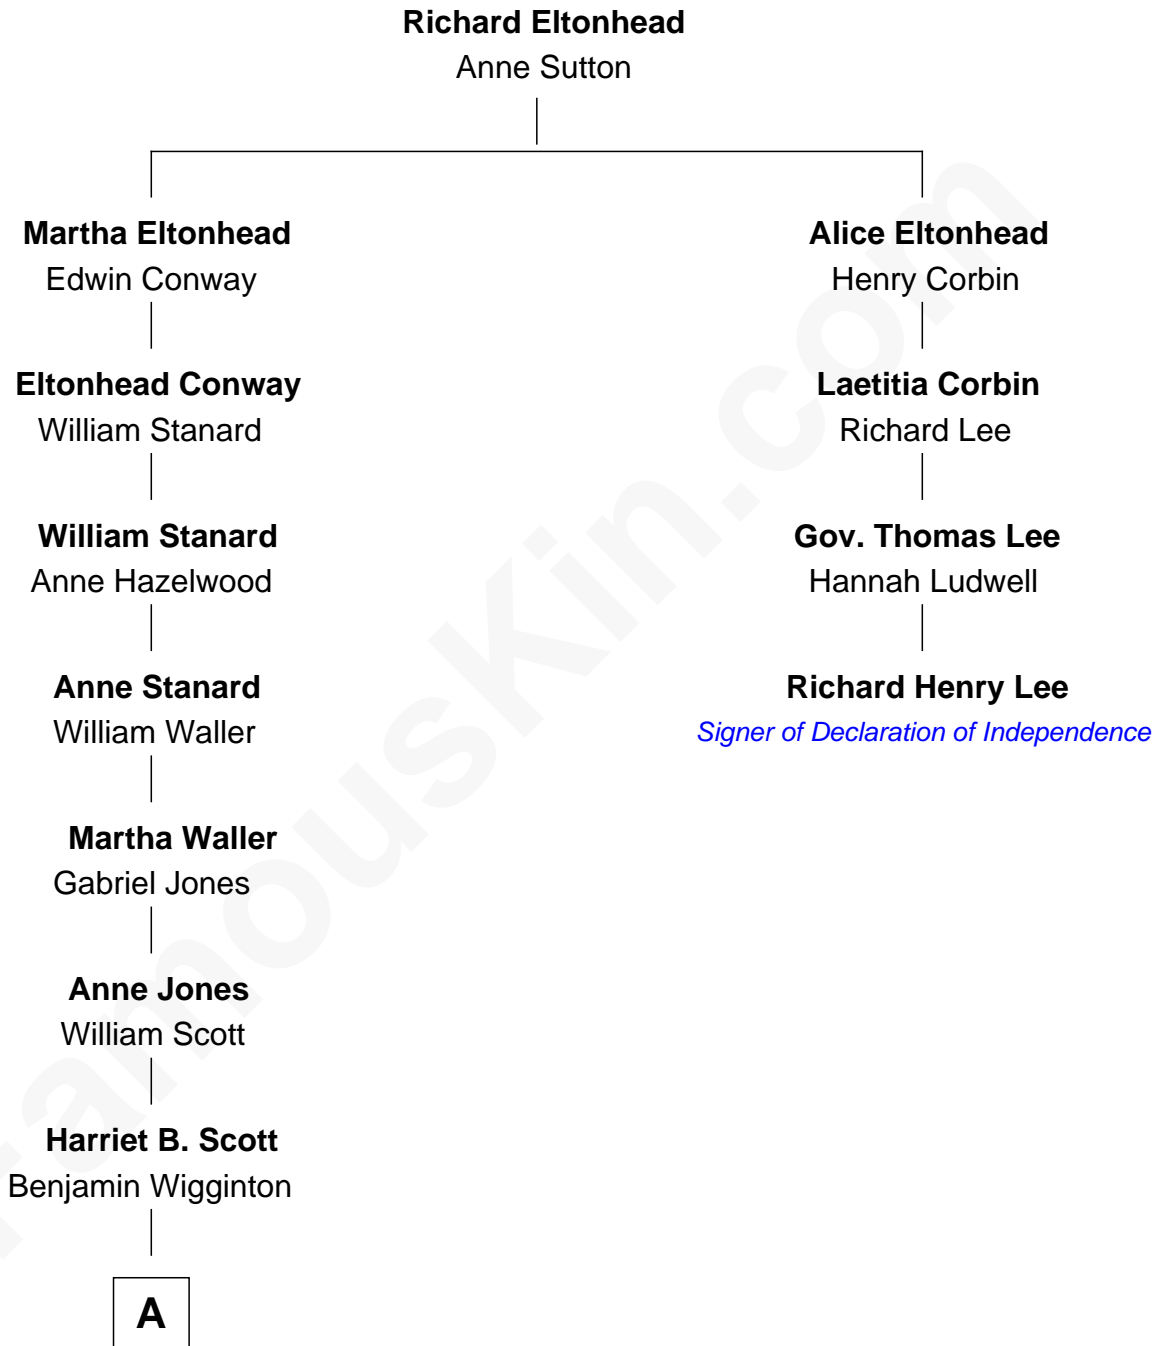 Richard Eltonhead
Anne Sutton
Martha Eltonhead
Edwin Conway
Alice Eltonhead
Henry Corbin
Eltonhead Conway
William Stanard
Laetitia Corbin
Richard Lee
William Stanard
Anne Hazelwood
Gov. Thomas Lee
Hannah Ludwell
Anne Stanard
William Waller
Richard Henry Lee
Signer of Declaration of Independence
Martha Waller
Gabriel Jones
Anne Jones
William Scott
Harriet B. Scott
Benjamin Wigginton
A
FamousKin.com